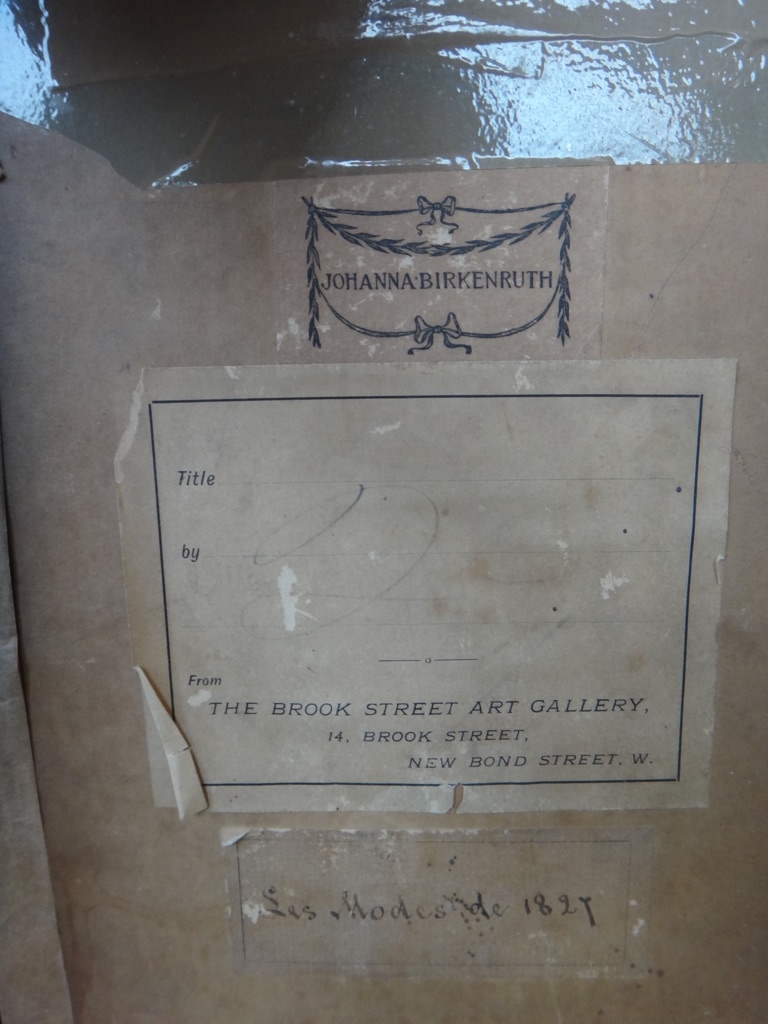 JOHANNA·BIRKENRUTH
Title
by
From
THE BROOK STREET ART GALLERY,
14, BROOK STREET,
NEW BOND STREET, W.
Les Modes de 1827